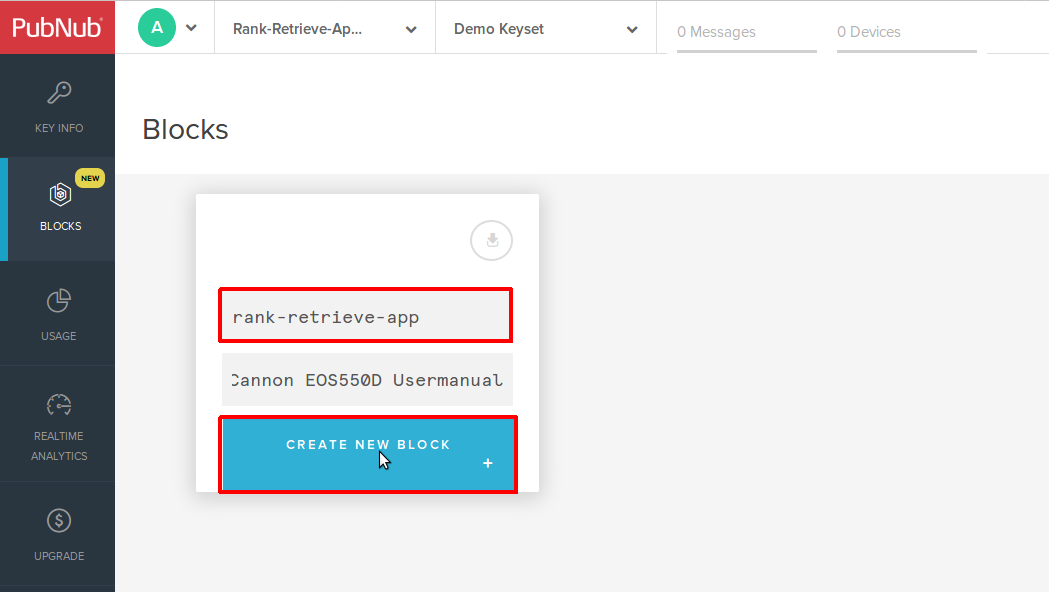 PubNub
A
Rank-Retrieve-Ap...
Demo Keyset
0 Messages
0 Devices
KEY INFO
NEW
BLOCKS
USAGE
REALTIME
ANALYTICS
UPGRADE
Blocks
rank-retrieve-app
Cannon EOS550D Usermanual
CREATE NEW BLOCK
+